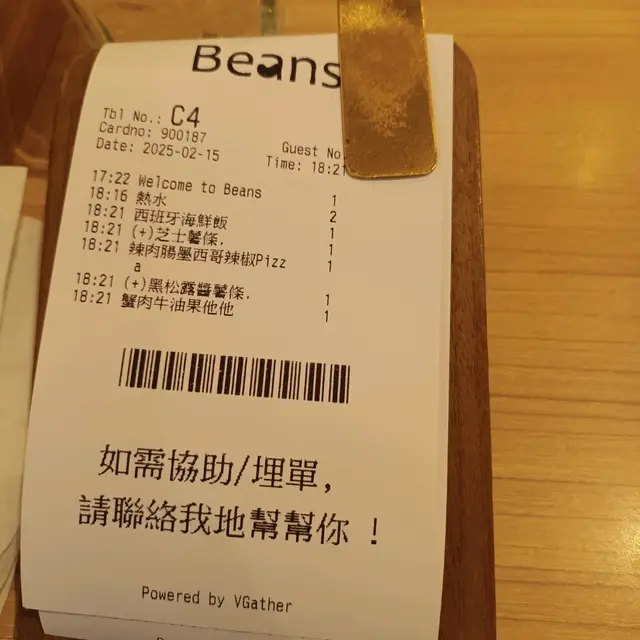 Beans
Tbl No.: C4
Cardno: 900187 Guest No.
Date: 2025-02-15 Time: 18:21
17:22 Welcome to Beans 1
18:16 熱水 2
18:21 西班牙海鮮飯 1
18:21 (+)芝士薯條. 1
18:21 辣肉腸墨西哥辣椒Pizz 1
a
18:21 (+)黑松露醬薯條. 1
18:21 蟹肉牛油果他他 1
如需協助/埋單,
請聯絡我地幫幫你 !
Powered by VGather